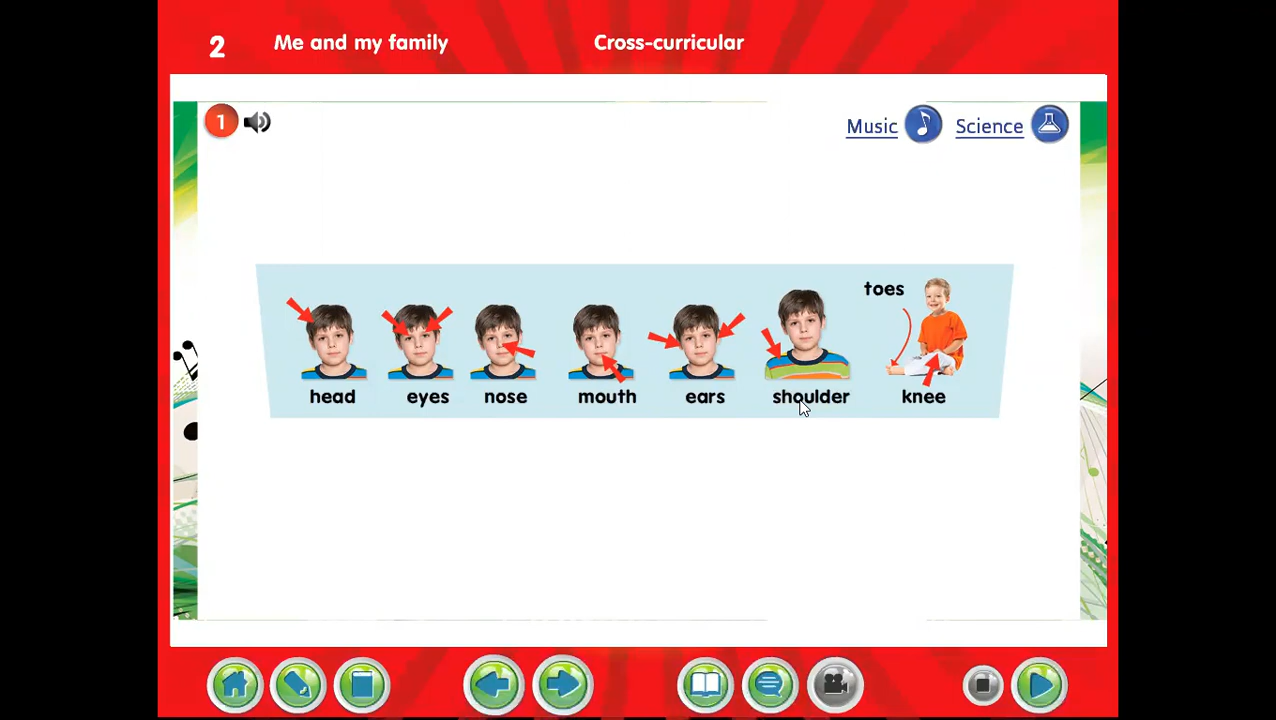 2 Me and my family Cross-curricular
1 Music Science
toes
head eyes nose mouth ears shoulder knee